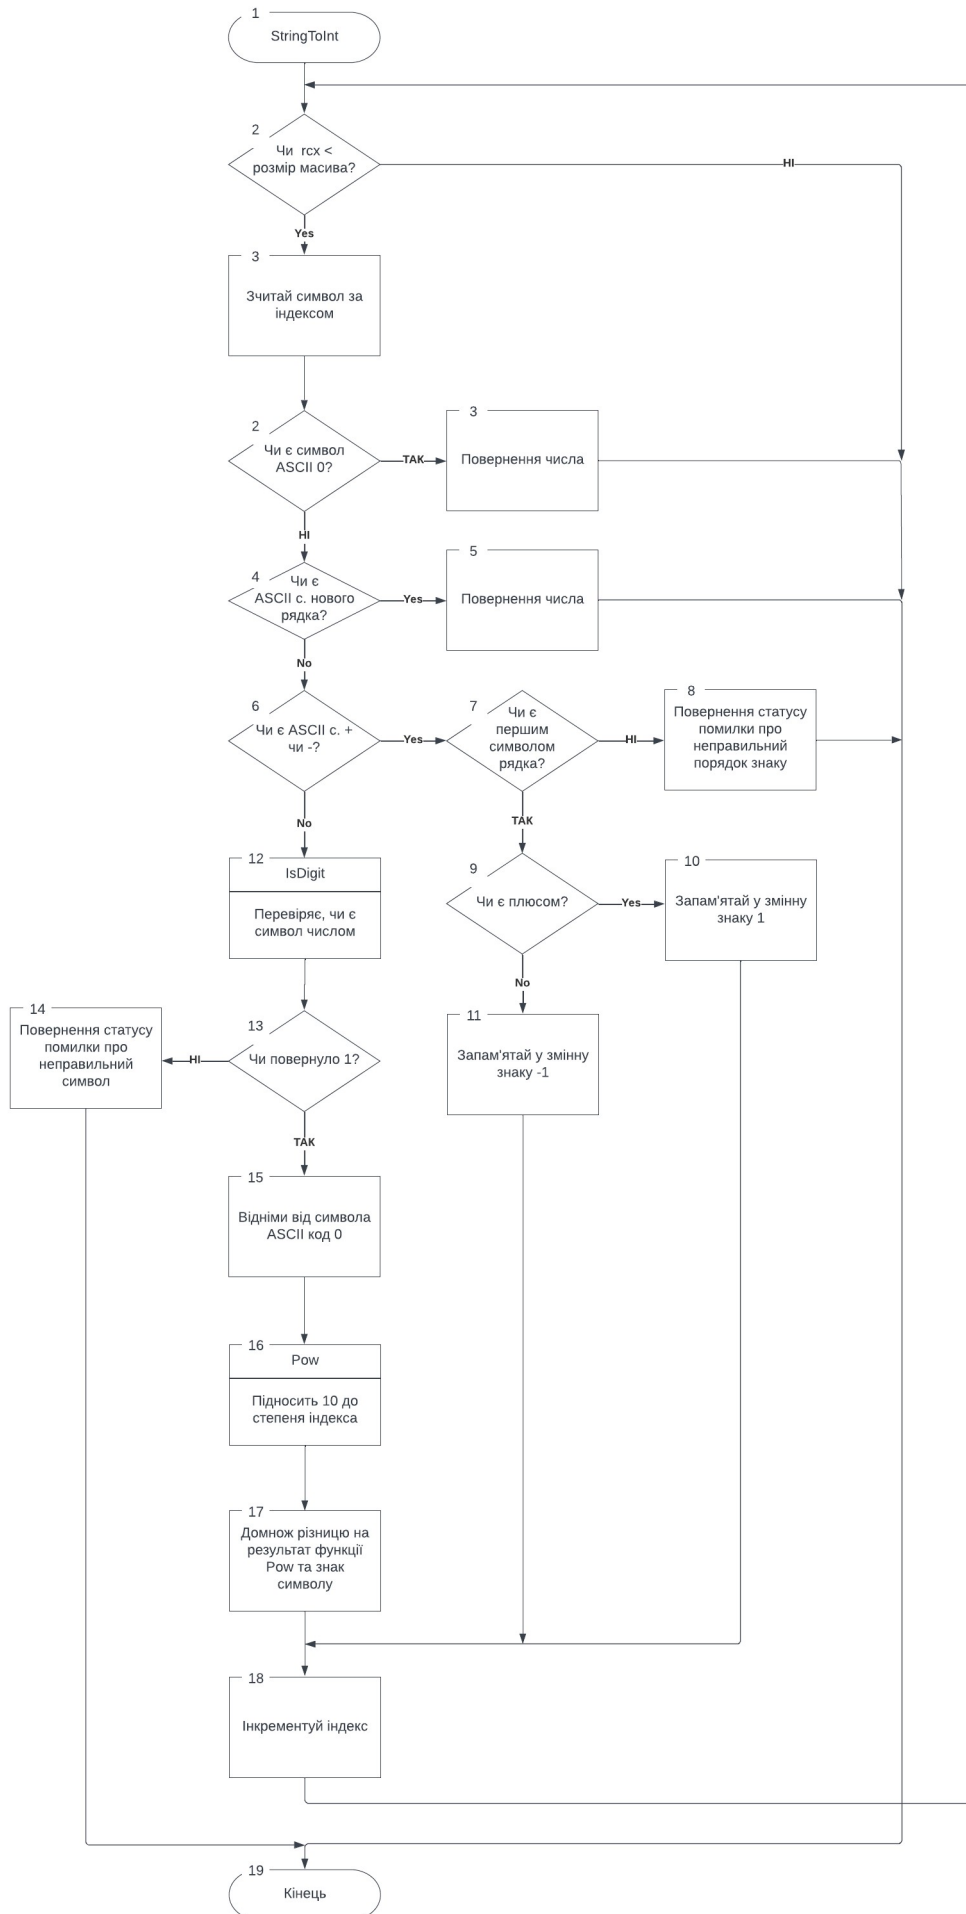 1
StringToInt
2
Чи rcx <
розмір масива?
НІ
Yes
3
Зчитай символ за
індексом
2
Чи є символ
ASCII 0?
ТАК
3
Повернення числа
НІ
4
Чи є
ASCII с. нового
рядка?
Yes
5
Повернення числа
No
6
Чи є ASCII с. +
чи -?
Yes
7
Чи є
першим
символом
рядка?
НІ
8
Повернення статусу
помилки про
неправильний
порядок знаку
No
ТАК
12
IsDigit
Перевіряє, чи є
символ числом
9
Чи є плюсом?
Yes
10
Запам'ятай у змінну
знаку 1
No
11
Запам'ятай у змінну
знаку -1
13
Чи повернуло 1?
НІ
14
Повернення статусу
помилки про
неправильний
символ
ТАК
15
Відніми від символа
ASCII код 0
16
Pow
Підносить 10 до
степеня індекса
17
Домнож різницю на
результат функції
Pow та знак
символу
18
Інкрементуй індекс
19
Кінець